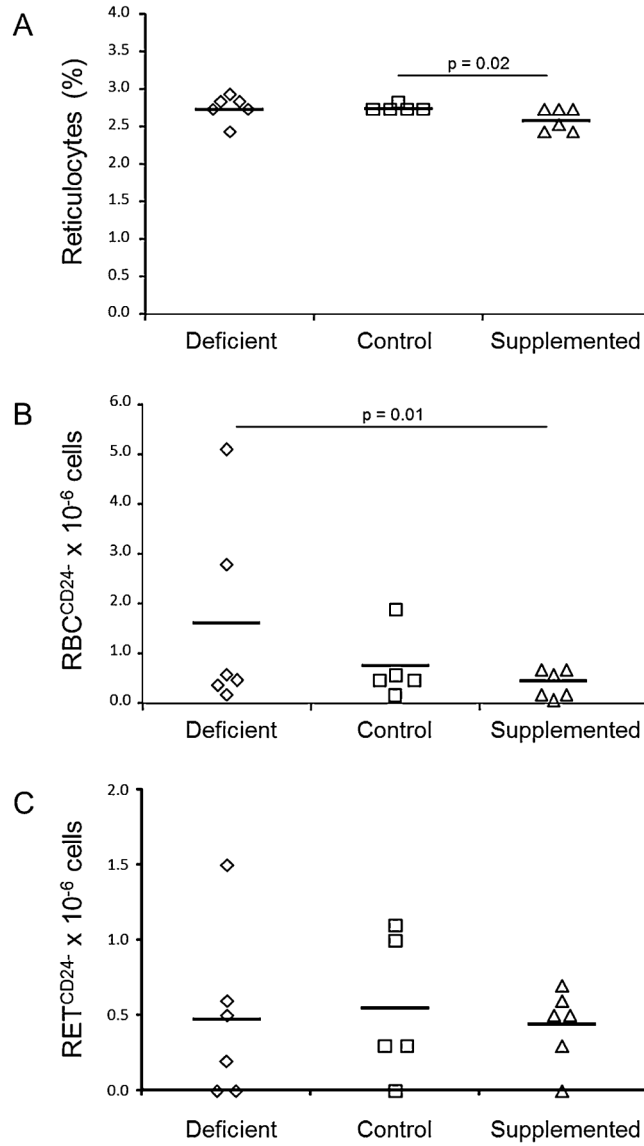 A
Reticulocytes (%)
4.0
3.0
2.5
2.0
1.5
1.0
0.5
0.0
p = 0.02
Deficient Control Supplemented
B
RBC^CD24- x 10^-6 cells
6.0
5.0
4.0
3.0
2.0
1.0
0.0
p = 0.01
Deficient Control Supplemented
C
RET^CD24- x 10^-6 cells
2.0
1.5
1.0
0.5
0.0
Deficient Control Supplemented